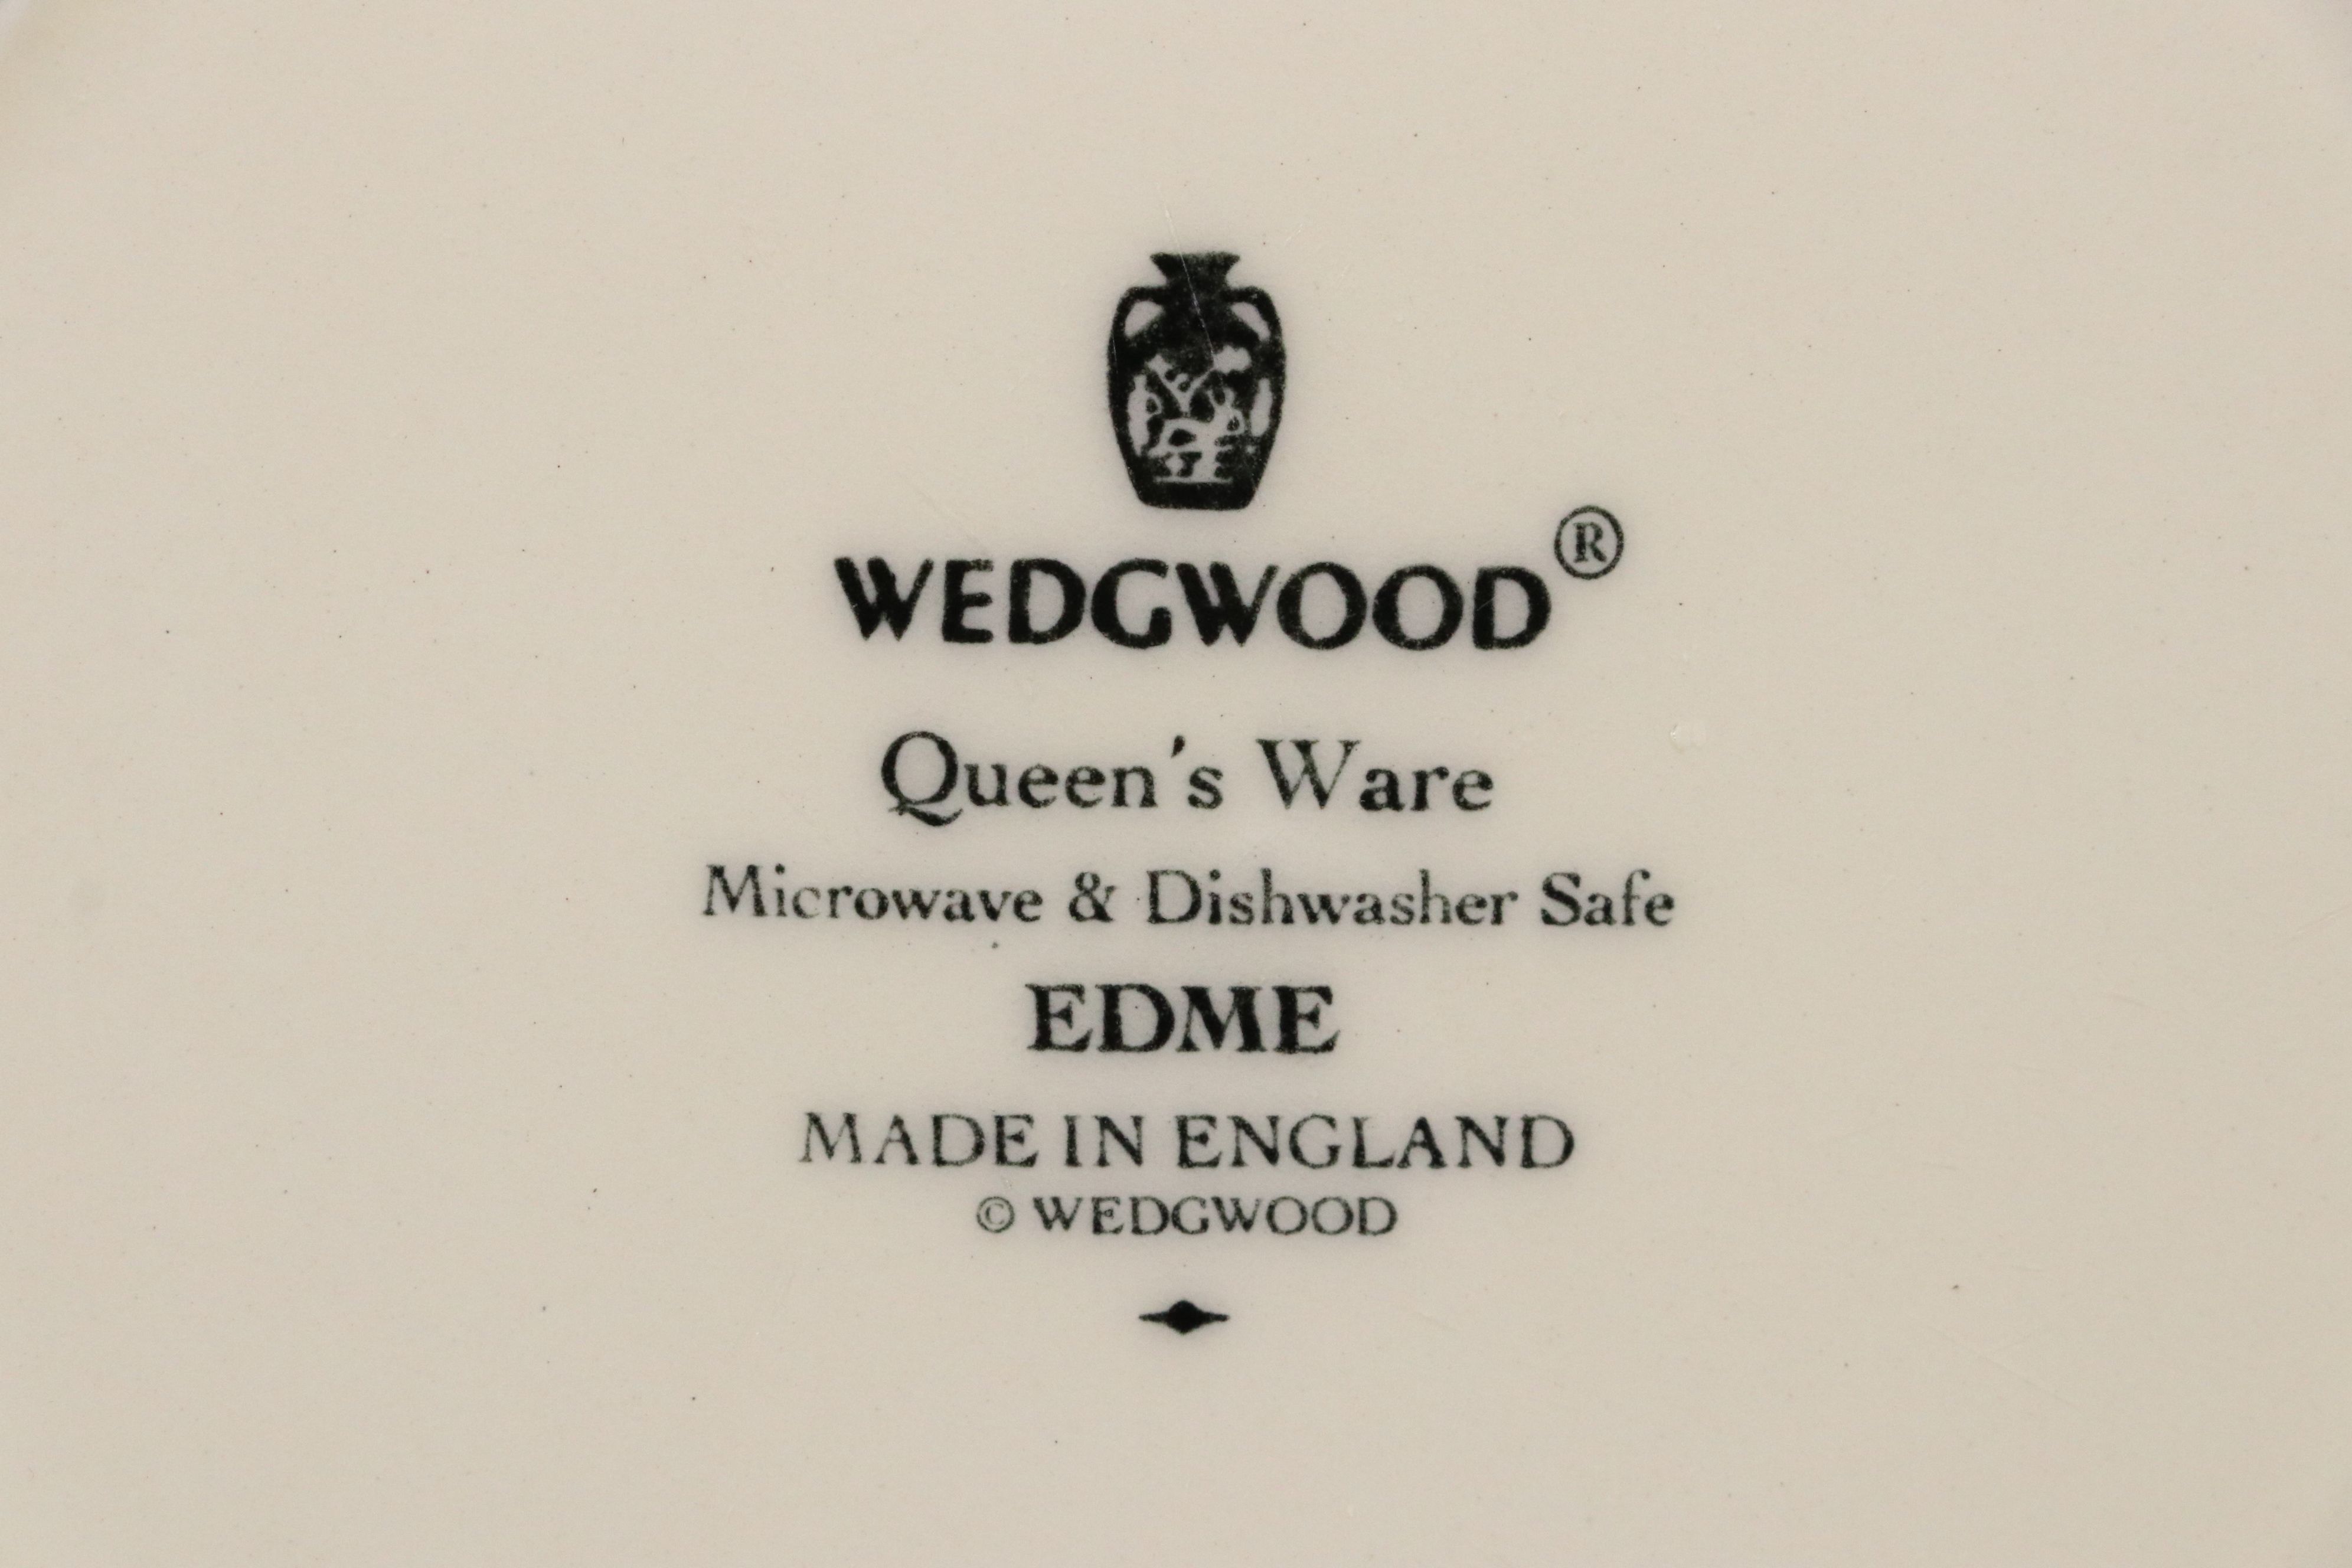 WEDGWOOD®
Queen's Ware
Microwave & Dishwasher Safe
EDME
MADE IN ENGLAND
© WEDGWOOD